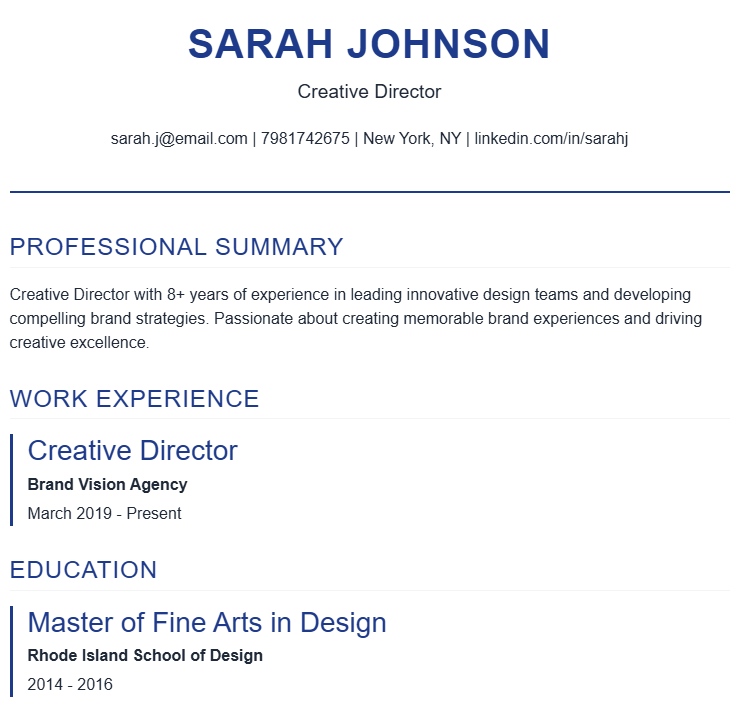 SARAH JOHNSON
Creative Director
sarah.j@email.com | 7981742675 | New York, NY | linkedin.com/in/sarahj
PROFESSIONAL SUMMARY
Creative Director with 8+ years of experience in leading innovative design teams and developing
compelling brand strategies. Passionate about creating memorable brand experiences and driving
creative excellence.
WORK EXPERIENCE
Creative Director
Brand Vision Agency
March 2019 - Present
EDUCATION
Master of Fine Arts in Design
Rhode Island School of Design
2014 - 2016